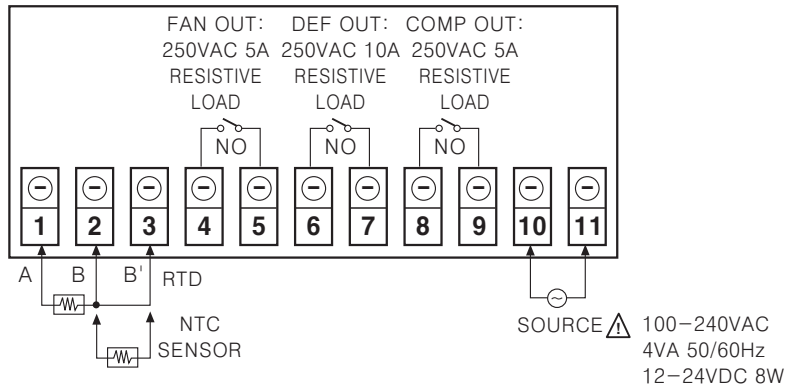 FAN OUT: DEF OUT: COMP OUT:
250VAC 5A 250VAC 10A 250VAC 5A
RESISTIVE RESISTIVE RESISTIVE
LOAD LOAD LOAD
NO NO NO
1 2 3 4 5 6 7 8 9 10 11
A B B' RTD
NTC
SENSOR
SOURCE 100-240VAC
4VA 50/60Hz
12-24VDC 8W